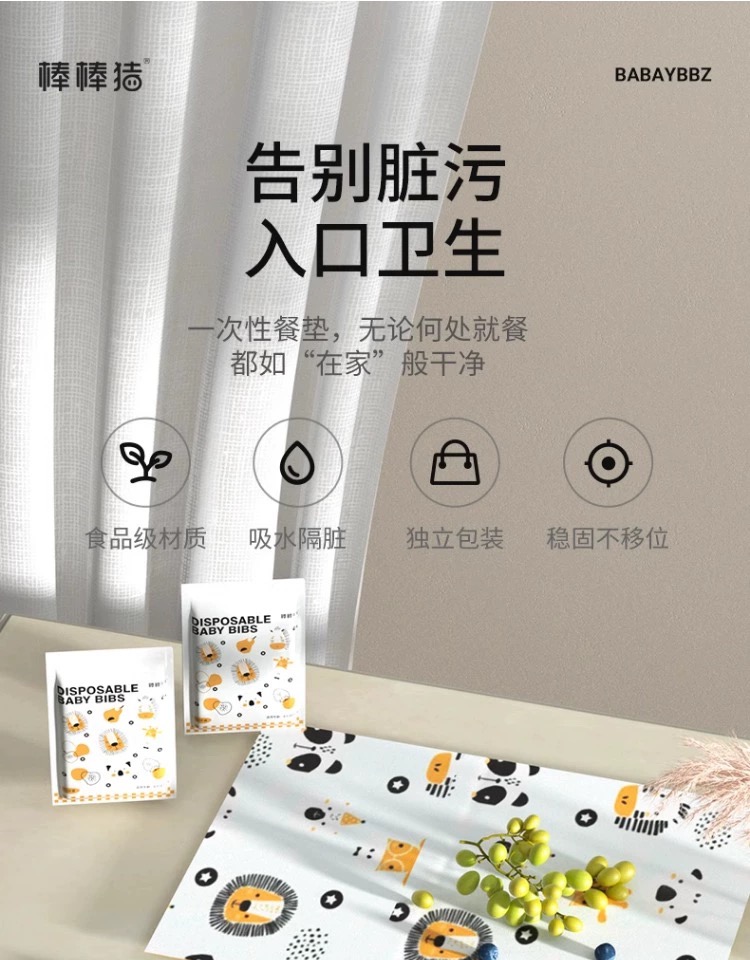 棒棒猪®
BABAYBBZ
告别脏污
入口卫生
一次性餐垫，无论何处就餐
都如“在家”般干净
食品级材质
吸水隔脏
独立包装
稳固不移位
DISPOSABLE
BABY BIBS
DISPOSABLE
BABY BIBS